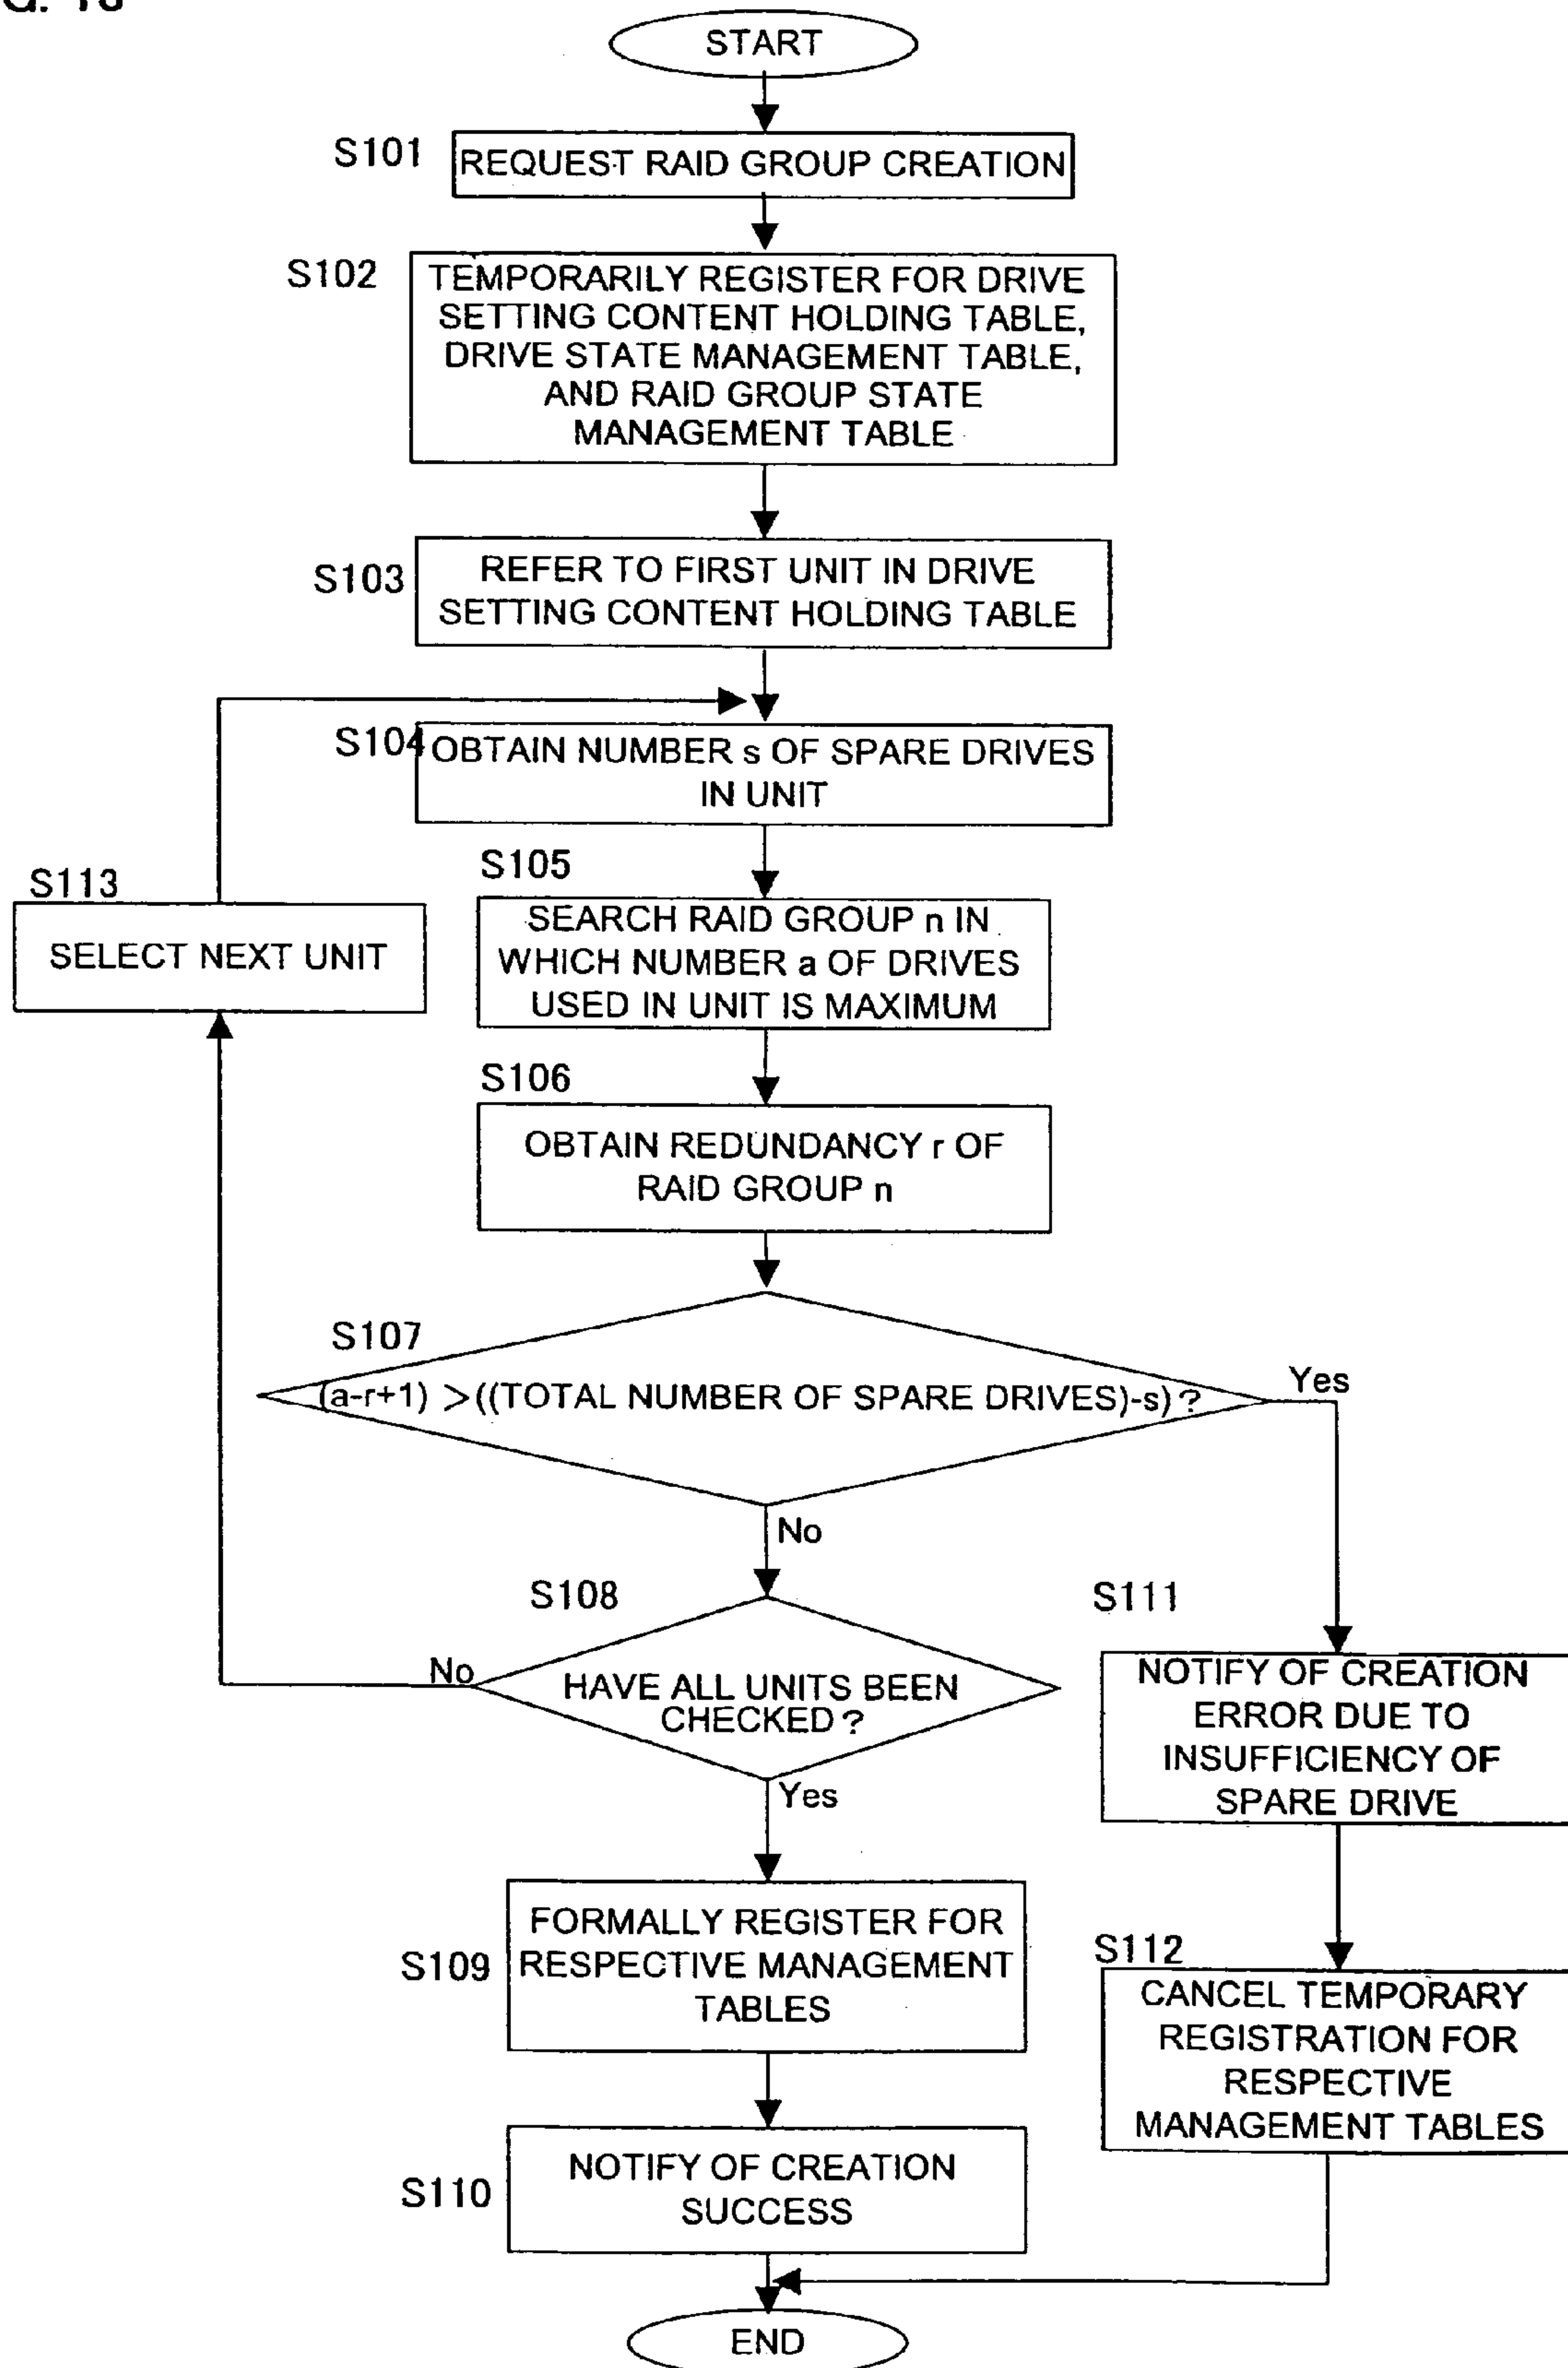 START
S101
REQUEST RAID GROUP CREATION
S102
TEMPORARILY REGISTER FOR DRIVE
SETTING CONTENT HOLDING TABLE,
DRIVE STATE MANAGEMENT TABLE,
AND RAID GROUP STATE
MANAGEMENT TABLE
S103
REFER TO FIRST UNIT IN DRIVE
SETTING CONTENT HOLDING TABLE
S104
OBTAIN NUMBER s OF SPARE DRIVES
IN UNIT
S113
SELECT NEXT UNIT
S105
SEARCH RAID GROUP n IN
WHICH NUMBER a OF DRIVES
USED IN UNIT IS MAXIMUM
S106
OBTAIN REDUNDANCY r OF
RAID GROUP n
S107
(a-r+1) >((TOTAL NUMBER OF SPARE DRIVES)-s)?
Yes
No
S108
HAVE ALL UNITS BEEN
CHECKED?
No
Yes
S111
NOTIFY OF CREATION
ERROR DUE TO
INSUFFICIENCY OF
SPARE DRIVE
S109
FORMALLY REGISTER FOR
RESPECTIVE MANAGEMENT
TABLES
S112
CANCEL TEMPORARY
REGISTRATION FOR
RESPECTIVE
MANAGEMENT TABLES
S110
NOTIFY OF CREATION
SUCCESS
END